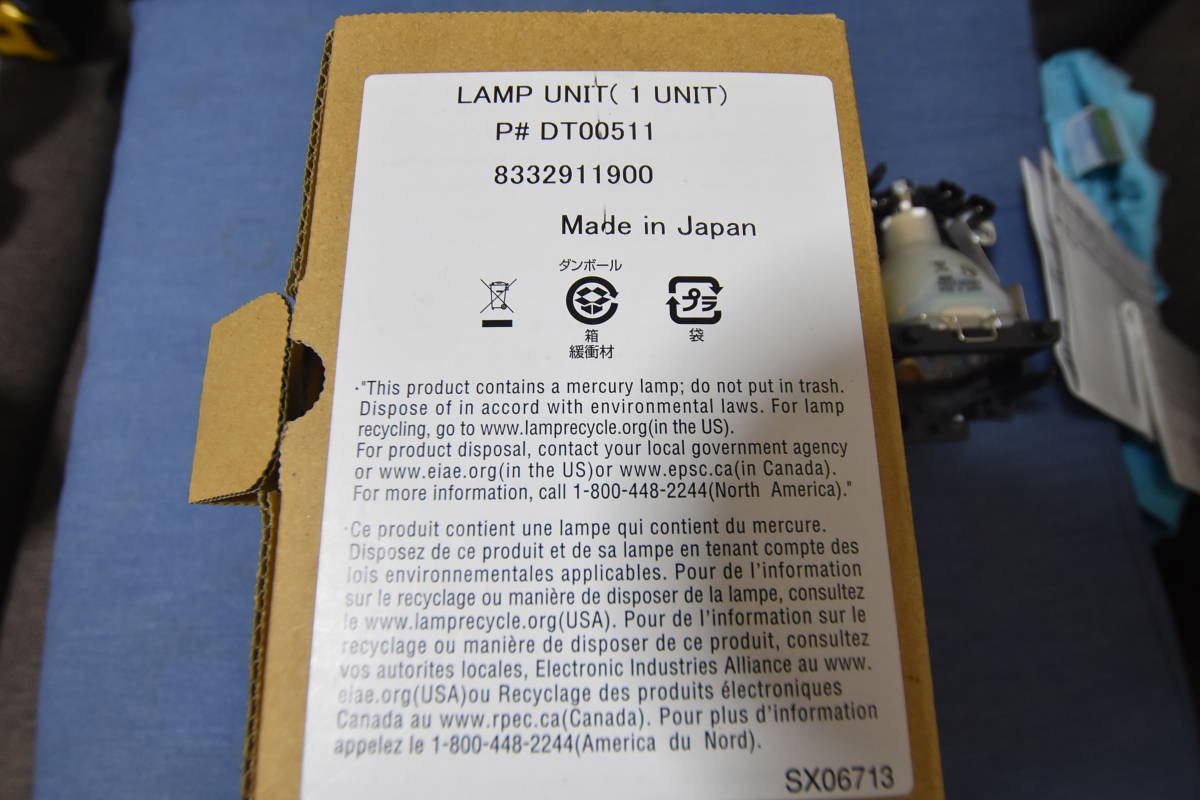 LAMP UNIT( 1 UNIT)
P# DT00511
8332911900
Made in Japan
ダンボール
プラ
箱
袋
緩衝材
·"This product contains a mercury lamp; do not put in trash.
Dispose of in accord with environmental laws. For lamp
recycling, go to www.lamprecycle.org(in the US).
For product disposal, contact your local government agency
or www.eiae.org(in the US)or www.epsc.ca(in Canada).
For more information, call 1-800-448-2244(North America)."
·Ce produit contient une lampe qui contient du mercure.
Disposez de ce produit et de sa lampe en tenant compte des
lois environnementales applicables. Pour de l'information
sur le recyclage ou manière de disposer de la lampe, consultez
le www.lamprecycle.org(USA). Pour de l'information sur le
recyclage ou manière de disposer de ce produit, consultez
vos autorites locales, Electronic Industries Alliance au www.
eiae.org(USA)ou Recyclage des produits électroniques
Canada au www.rpec.ca(Canada). Pour plus d'information
appelez le 1-800-448-2244(America du Nord).
SX06713